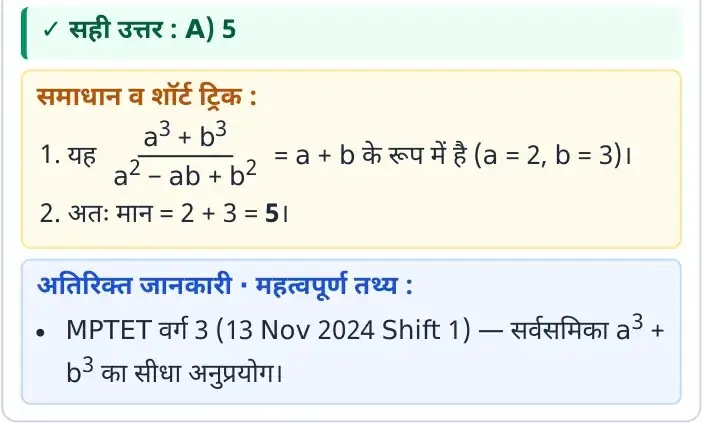 ✓ सही उत्तर : A) 5
समाधान व शॉर्ट ट्रिक :
1. यह (a³ + b³)/(a² − ab + b²) = a + b के रूप में है (a = 2, b = 3)।
2. अतः मान = 2 + 3 = 5।
अतिरिक्त जानकारी · महत्वपूर्ण तथ्य :
• MPTET वर्ग 3 (13 Nov 2024 Shift 1) — सर्वसमिका a³ +
b³ का सीधा अनुप्रयोग।